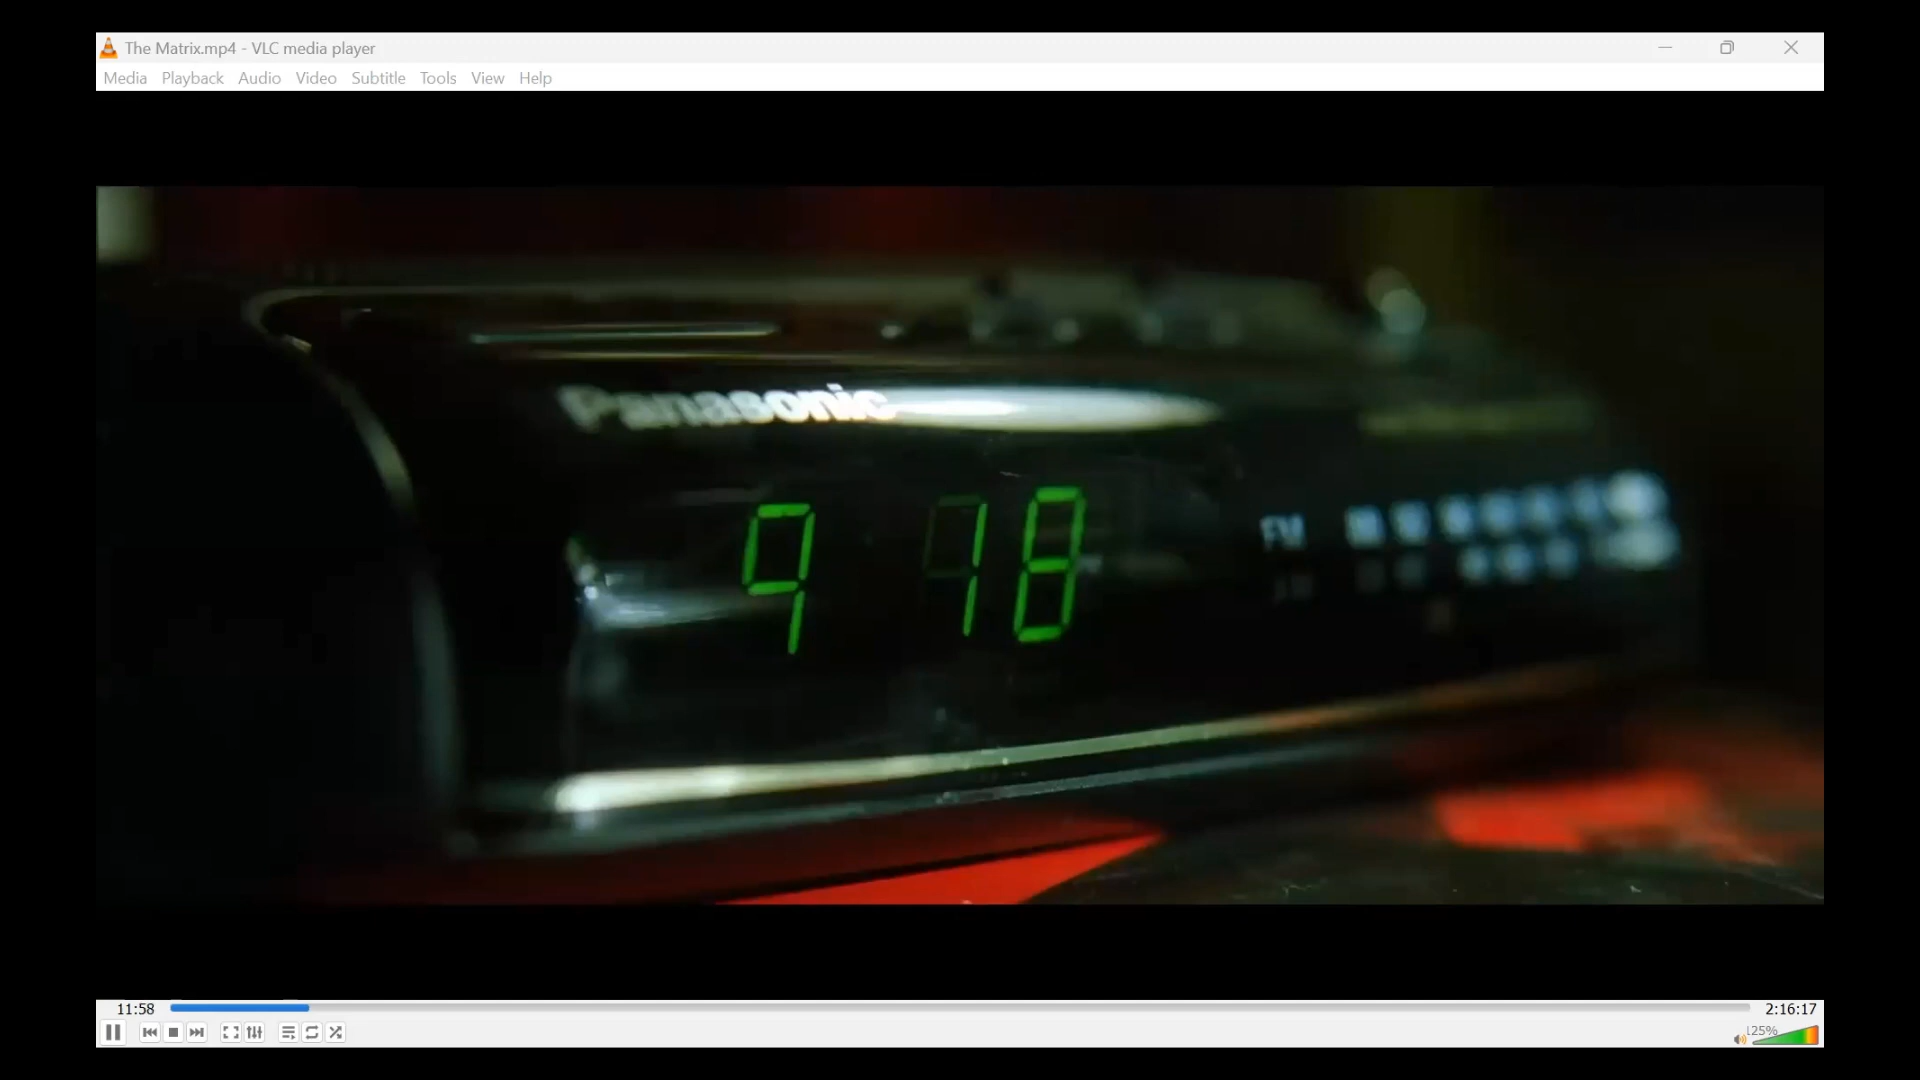 The Matrix.mp4 - VLC media player
Media Playback Audio Video Subtitle Tools View Help
Panasonic
9 18
FM
11:58
2:16:17
125%